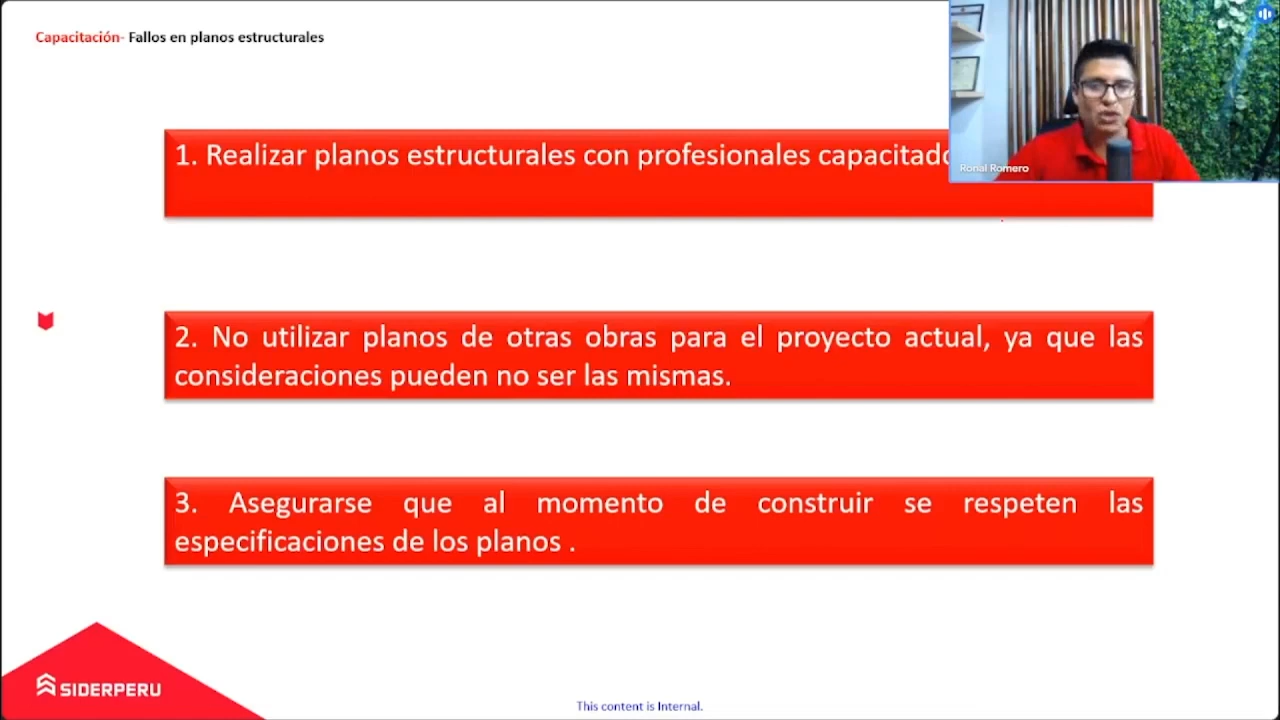 Capacitación- Fallos en planos estructurales
1. Realizar planos estructurales con profesionales
Ronal Romero
2. No utilizar planos de otras obras para el proyecto actual, ya que las
consideraciones pueden no ser las mismas.
3. Asegurarse que al momento de construir se respeten las
especificaciones de los planos .
SIDERPERU
This content is Internal.